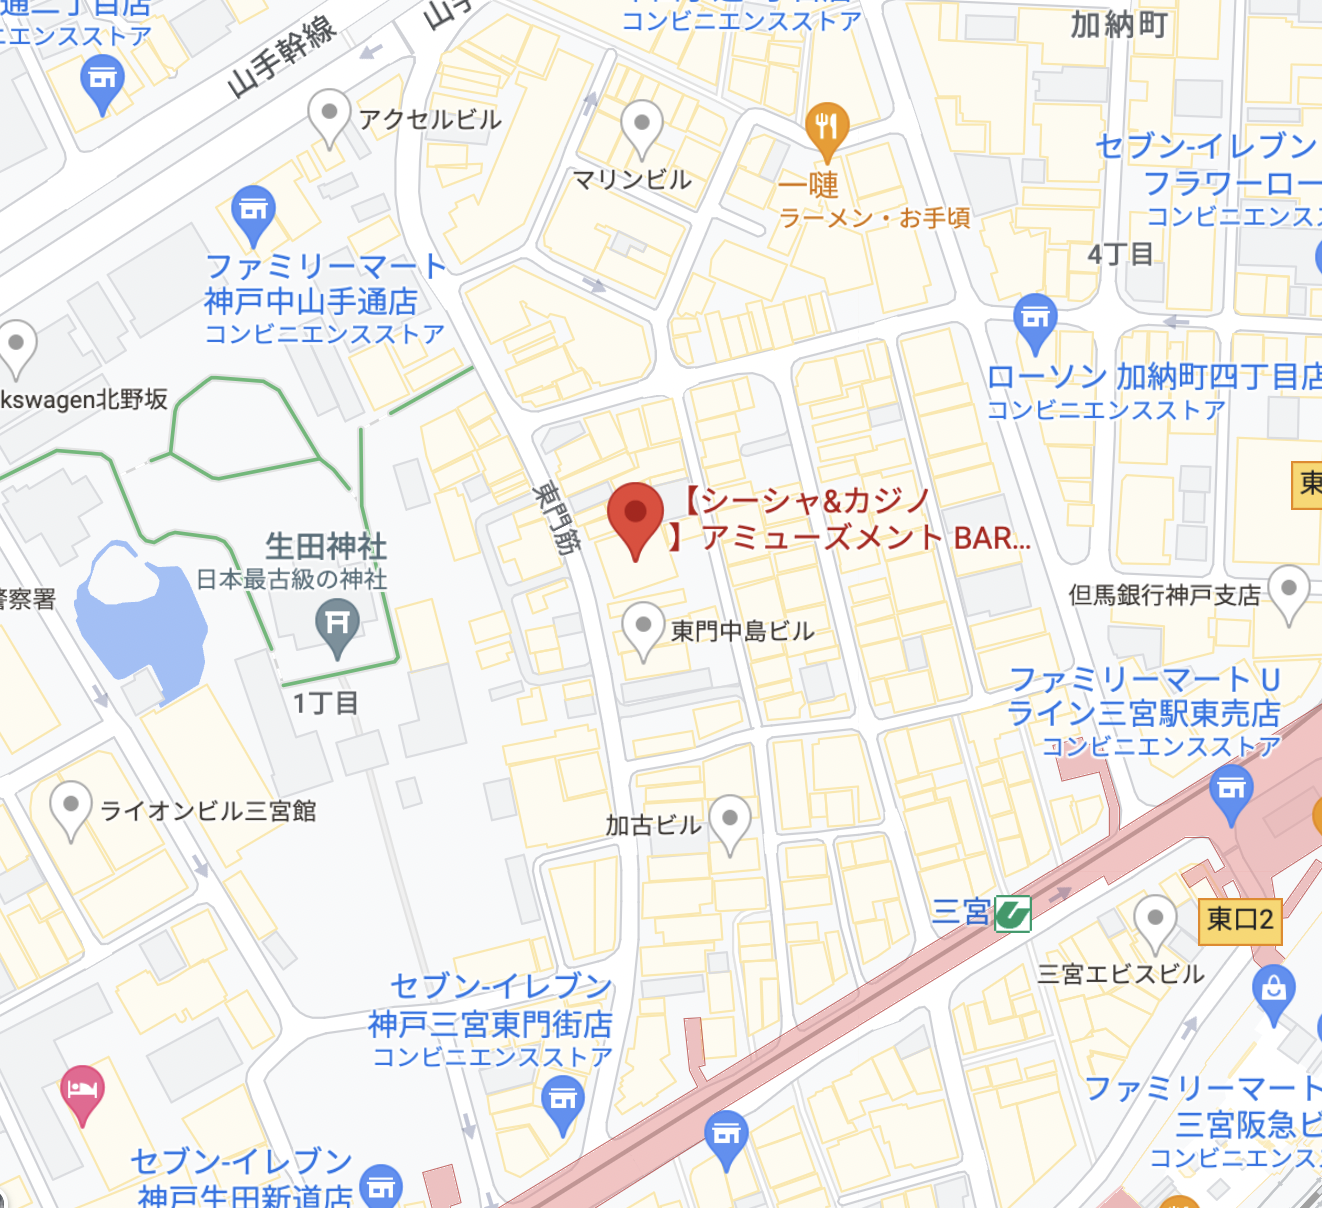 通二丁目店
コンビニエンスストア
山手幹線
山手
コンビニエンスストア
加納町
アクセルビル
マリンビル
一嗹
ラーメン・お手頃
セブン-イレブン
フラワーロー
コンビニエンスス
4丁目
ファミリーマート
神戸中山手通店
コンビニエンスストア
kswagen北野坂
ローソン 加納町四丁目店
コンビニエンスストア
東
東門筋
【シーシャ&カジノ
】アミューズメント BAR...
生田神社
日本最古級の神社
警察署
但馬銀行神戸支店
東門中島ビル
1丁目
ファミリーマート U
ライン三宮駅東売店
コンビニエンスストア
ライオンビル三宮館
加古ビル
三宮
東口2
三宮エビスビル
セブン-イレブン
神戸三宮東門街店
コンビニエンスストア
ファミリーマート
三宮阪急ビ
コンビニエンスス
セブン-イレブン
神戸生田新道店